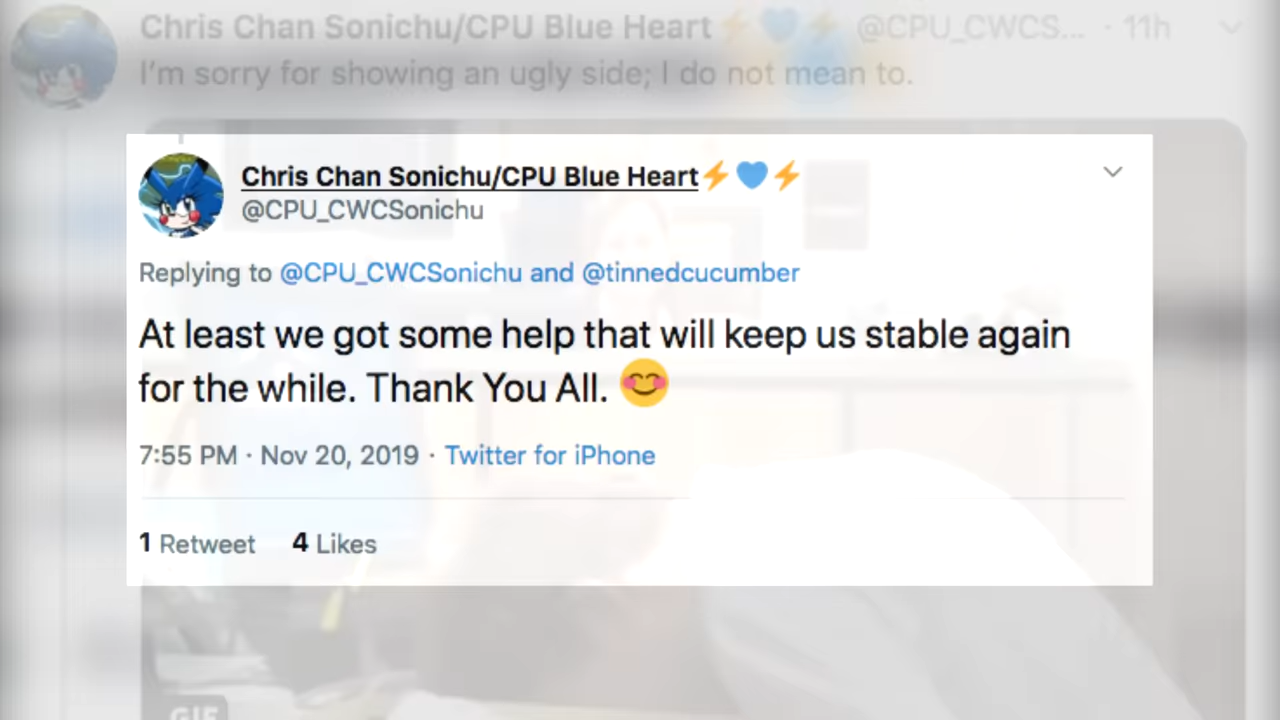 Chris Chan Sonichu/CPU Blue Heart⚡💙⚡ @CPU_CWCS... · 11h
I'm sorry for showing an ugly side; I do not mean to.
Chris Chan Sonichu/CPU Blue Heart⚡💙⚡
@CPU_CWCSonichu
Replying to @CPU_CWCSonichu and @tinnedcucumber
At least we got some help that will keep us stable again
for the while. Thank You All. 😊
7:55 PM · Nov 20, 2019 · Twitter for iPhone
1 Retweet 4 Likes
GIF